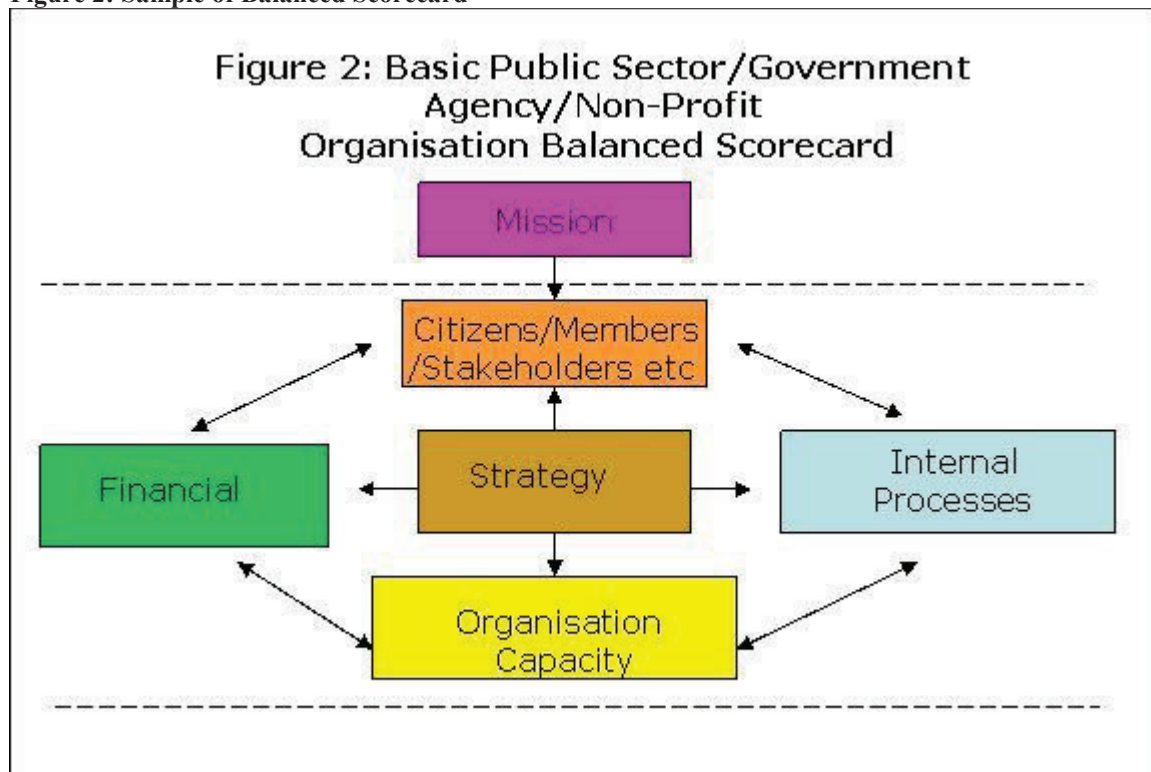 Figure 2: Sample of Balanced Scorecard
Figure 2: Basic Public Sector/Government
Agency/Non-Profit
Organisation Balanced Scorecard
Mission
Citizens/Members
/Stakeholders etc
Financial
Strategy
Internal
Processes
Organisation
Capacity